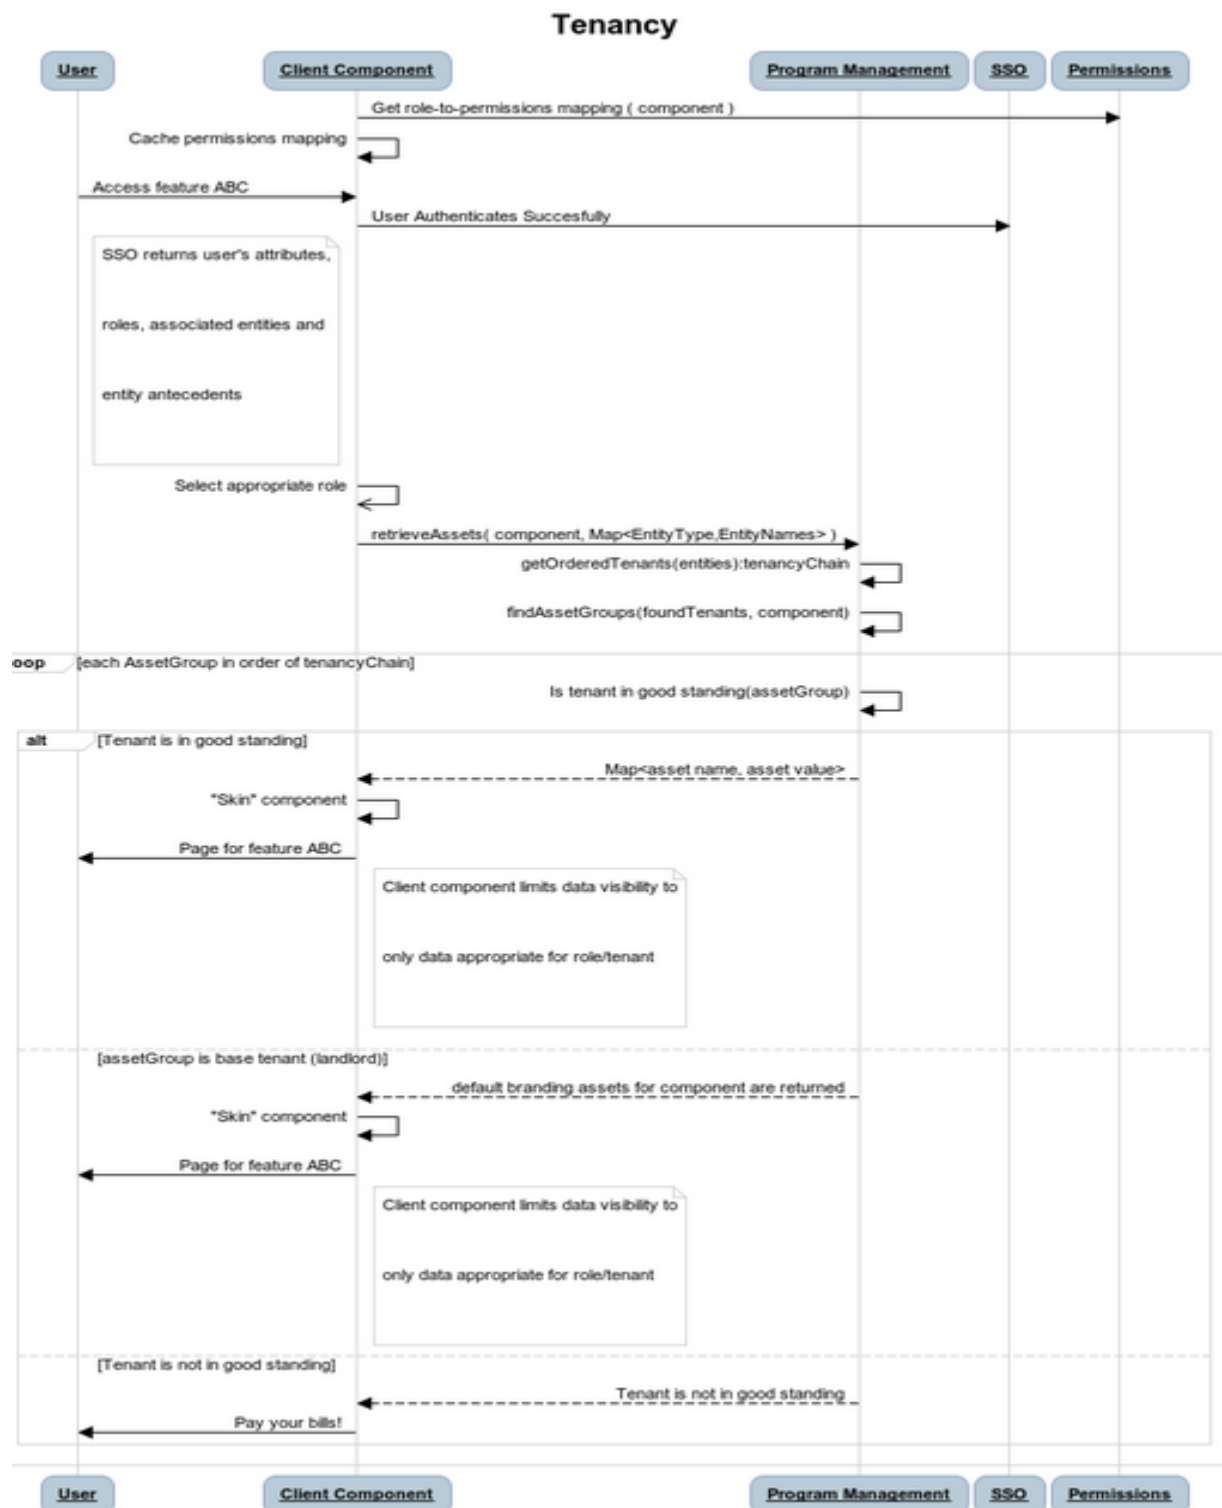 Tenancy
User
Client Component
Program Management
SSO
Permissions
Get role-to-permissions mapping ( component )
Cache permissions mapping
Access feature ABC
User Authenticates Succesfully
SSO returns user's attributes,
roles, associated entities and
entity antecedents
Select appropriate role
retrieveAssets( component, Map<EntityType,EntityNames> )
getOrderedTenants(entities):tenancyChain
findAssetGroups(foundTenants, component)
oop [each AssetGroup in order of tenancyChain]
Is tenant in good standing(assetGroup)
alt [Tenant is in good standing]
Map<asset name, asset value>
"Skin" component
Page for feature ABC
Client component limits data visibility to
only data appropriate for role/tenant
[assetGroup is base tenant (landlord)]
default branding assets for component are returned
"Skin" component
Page for feature ABC
Client component limits data visibility to
only data appropriate for role/tenant
[Tenant is not in good standing]
Tenant is not in good standing
Pay your bills!
User
Client Component
Program Management
SSO
Permissions